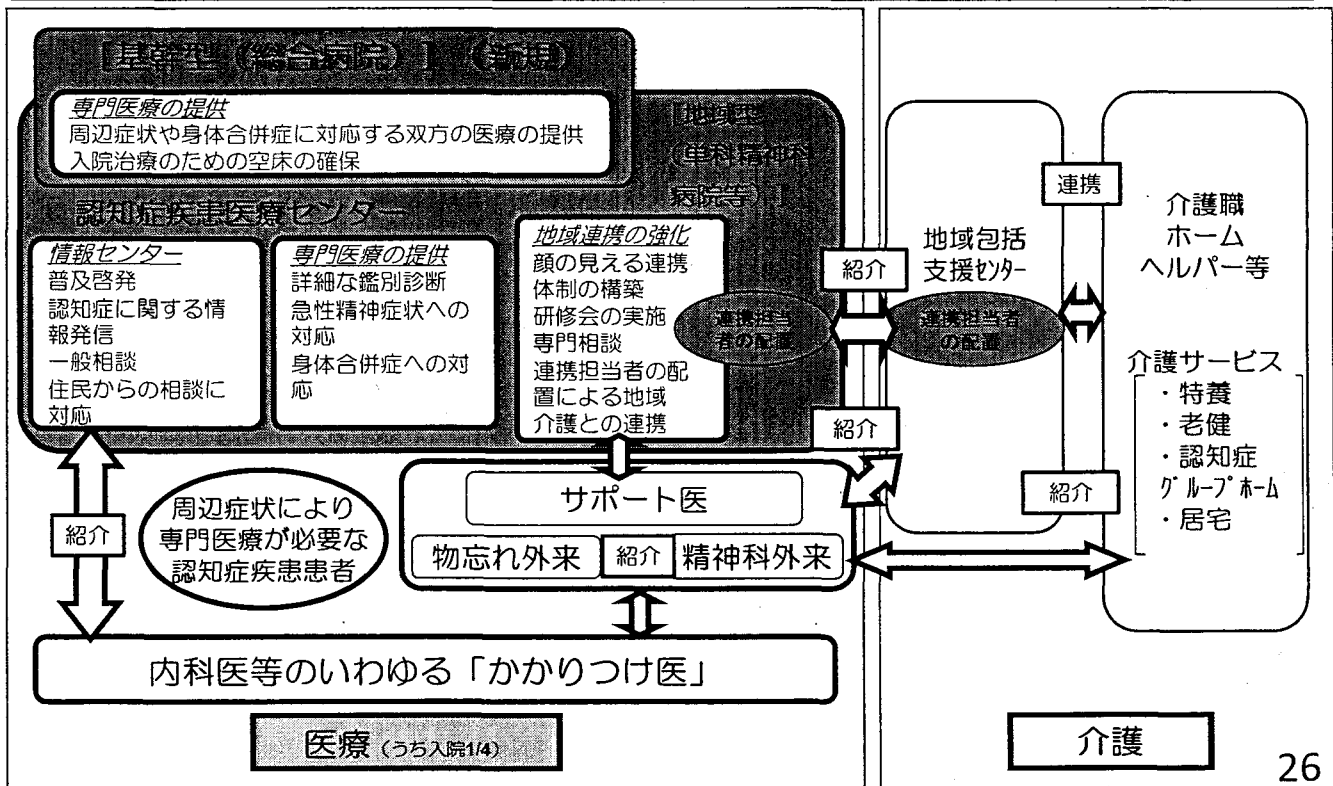 [基幹型（総合病院）］（新規）
専門医療の提供
周辺症状や身体合併症に対応する双方の医療の提供
入院治療のための空床の確保
[地域型
（単科精神科
病院等）
認知症疾患医療センター
情報センター
普及啓発
認知症に関する情
報発信
一般相談
住民からの相談に
対応
専門医療の提供
詳細な鑑別診断
急性精神症状への
対応
身体合併症への対
応
地域連携の強化
顔の見える連携
体制の構築
研修会の実施
専門相談
連携担当者の配
置による地域
介護との連携
連携担当
者の配置
紹介
地域包括
支援センター
連携担当者
の配置
連携
介護職
ホーム
ヘルパー等
介護サービス
・特養
・老健
・認知症
グループホーム
・居宅
紹介
紹介
紹介
周辺症状により
専門医療が必要な
認知症疾患患者
サポート医
物忘れ外来
紹介
精神科外来
内科医等のいわゆる「かかりつけ医」
医療（うち入院1/4）
介護
26